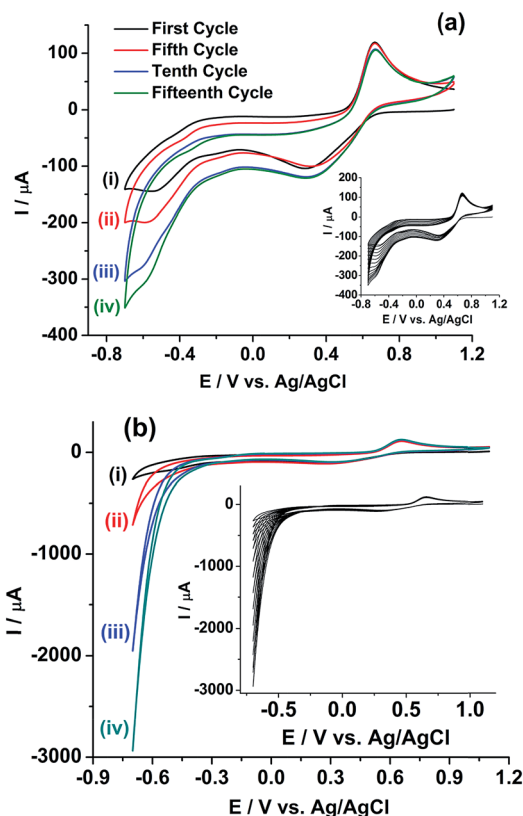 (a)
First Cycle
Fifth Cycle
Tenth Cycle
Fifteenth Cycle
100
0
-100
-200
-300
-400
I / µA
(i)
(ii)
(iii)
(iv)
-0.8 -0.4 0.0 0.4 0.8 1.2
E / V vs. Ag/AgCl
200
100
0
-100
-200
-300
-400
I / µA
-0.8 -0.4 0.0 0.4 0.8 1.2
E / V vs. Ag/AgCl
(b)
0
-1000
-2000
-3000
I / µA
(i)
(ii)
(iii)
(iv)
-0.9 -0.6 -0.3 0.0 0.3 0.6 0.9 1.2
E / V vs. Ag/AgCl
0
-1000
-2000
-3000
I / µA
-0.5 0.0 0.5 1.0
E / V vs. Ag/AgCl